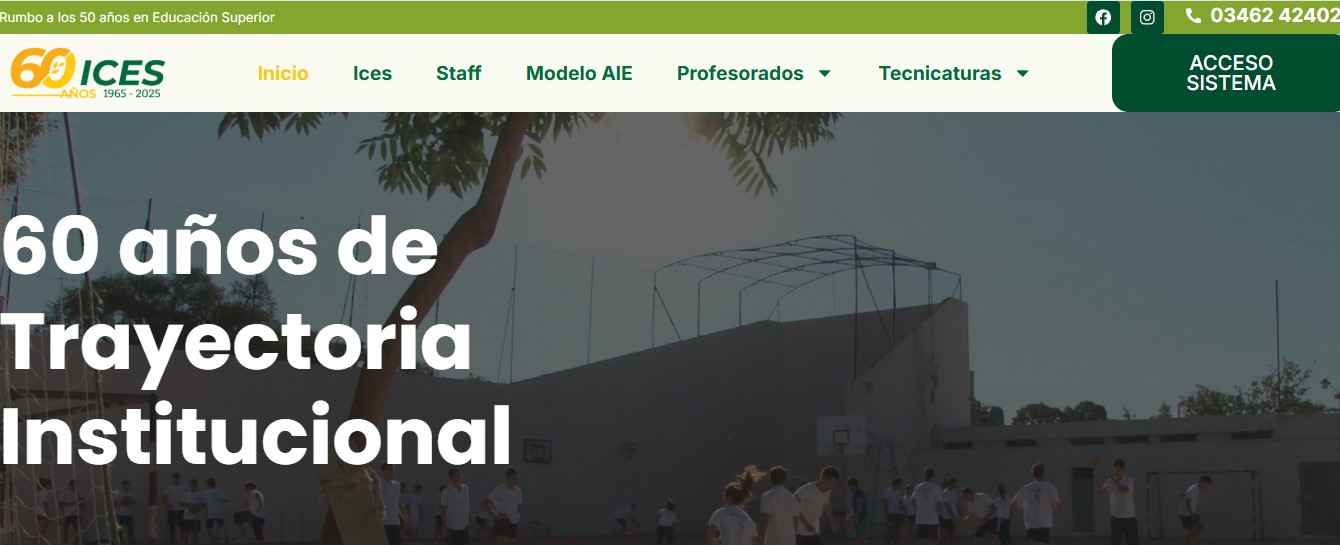 Rumbo a los 50 años en Educación Superior
03462 42402
60 ICES
AÑOS 1965 - 2025
Inicio
Ices
Staff
Modelo AIE
Profesorados
Tecnicaturas
ACCESO
SISTEMA
60 años de
Trayectoria
Institucional